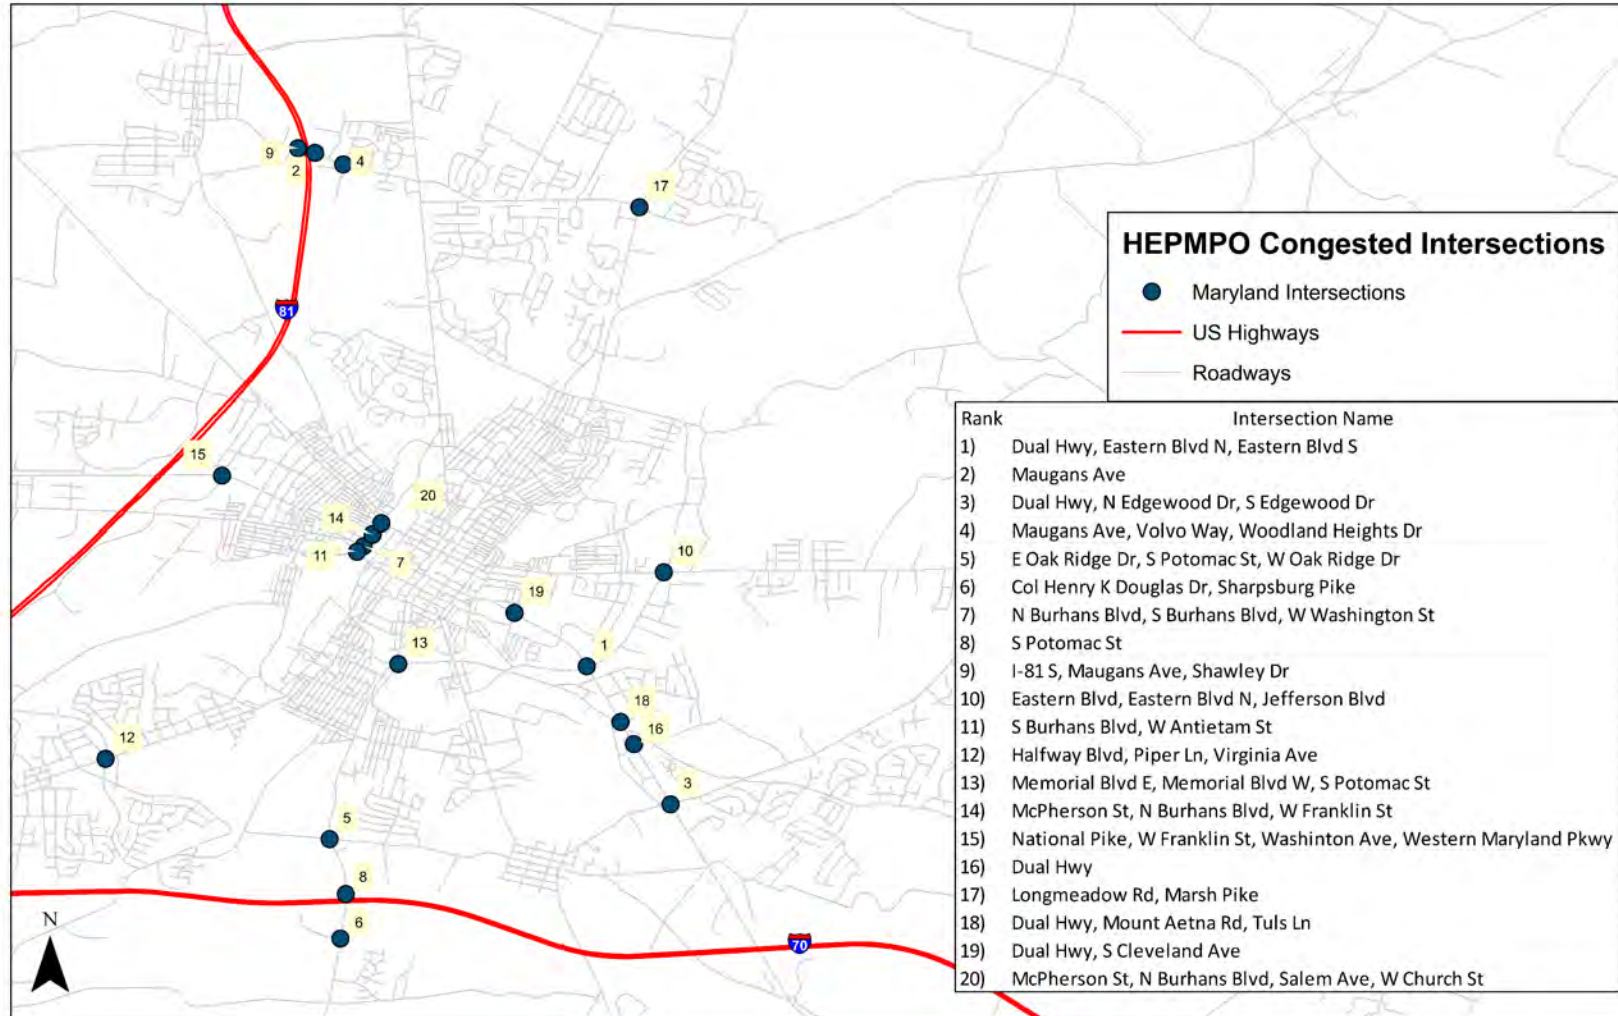 9
2
4
17
HEPMPO Congested Intersections
Maryland Intersections
81
US Highways
Roadways
Rank Intersection Name
1) Dual Hwy, Eastern Blvd N, Eastern Blvd S
2) Maugans Ave
3) Dual Hwy, N Edgewood Dr, S Edgewood Dr
4) Maugans Ave, Volvo Way, Woodland Heights Dr
5) E Oak Ridge Dr, S Potomac St, W Oak Ridge Dr
6) Col Henry K Douglas Dr, Sharpsburg Pike
7) N Burhans Blvd, S Burhans Blvd, W Washington St
8) S Potomac St
9) I-81 S, Maugans Ave, Shawley Dr
10) Eastern Blvd, Eastern Blvd N, Jefferson Blvd
11) S Burhans Blvd, W Antietam St
12) Halfway Blvd, Piper Ln, Virginia Ave
13) Memorial Blvd E, Memorial Blvd W, S Potomac St
14) McPherson St, N Burhans Blvd, W Franklin St
15) National Pike, W Franklin St, Washinton Ave, Western Maryland Pkwy
16) Dual Hwy
17) Longmeadow Rd, Marsh Pike
18) Dual Hwy, Mount Aetna Rd, Tuls Ln
19) Dual Hwy, S Cleveland Ave
20) McPherson St, N Burhans Blvd, Salem Ave, W Church St
15
20
14
11
7
10
19
13
1
18
16
12
3
5
8
6
N
70